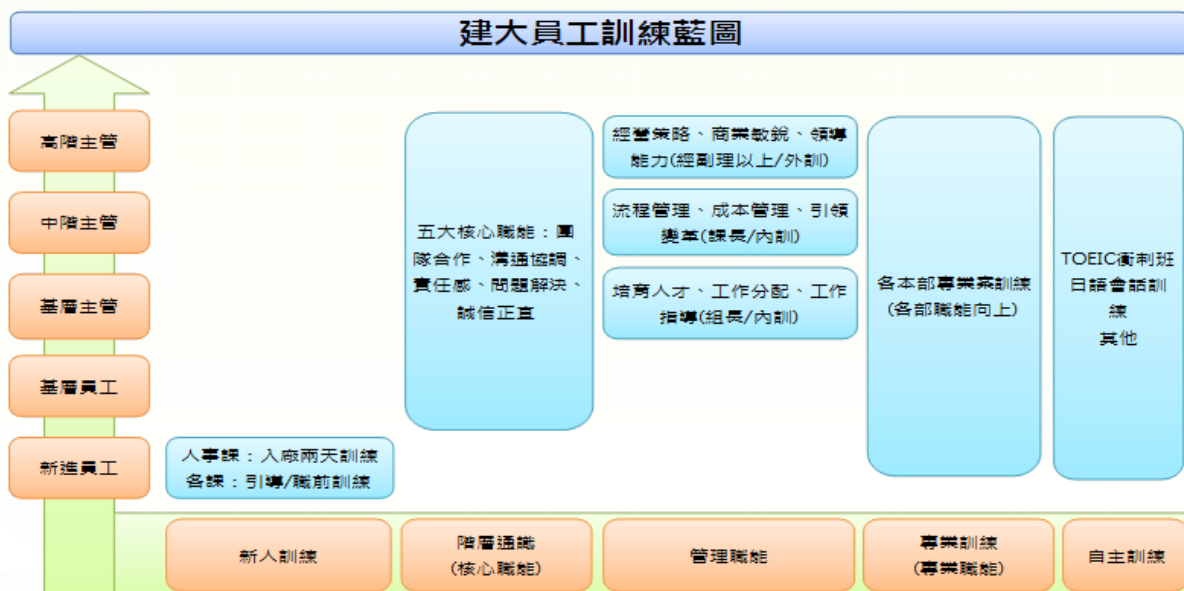 建大員工訓練藍圖
高階主管
中階主管
基層主管
基層員工
新進員工
人事課：入廠兩天訓練
各課：引導/職前訓練
五大核心職能：團
隊合作、溝通協調、
責任感、問題解決、
誠信正直
經營策略、商業敏銳、領導
能力(經副理以上/外訓)
流程管理、成本管理、引領
變革(課長/內訓)
培育人才、工作分配、工作
指導(組長/內訓)
各本部專業案訓練
(各部職能向上)
TOEIC衝刺班
日語會話訓
練
其他
新人訓練
階層通識
(核心職能)
管理職能
專業訓練
(專業職能)
自主訓練